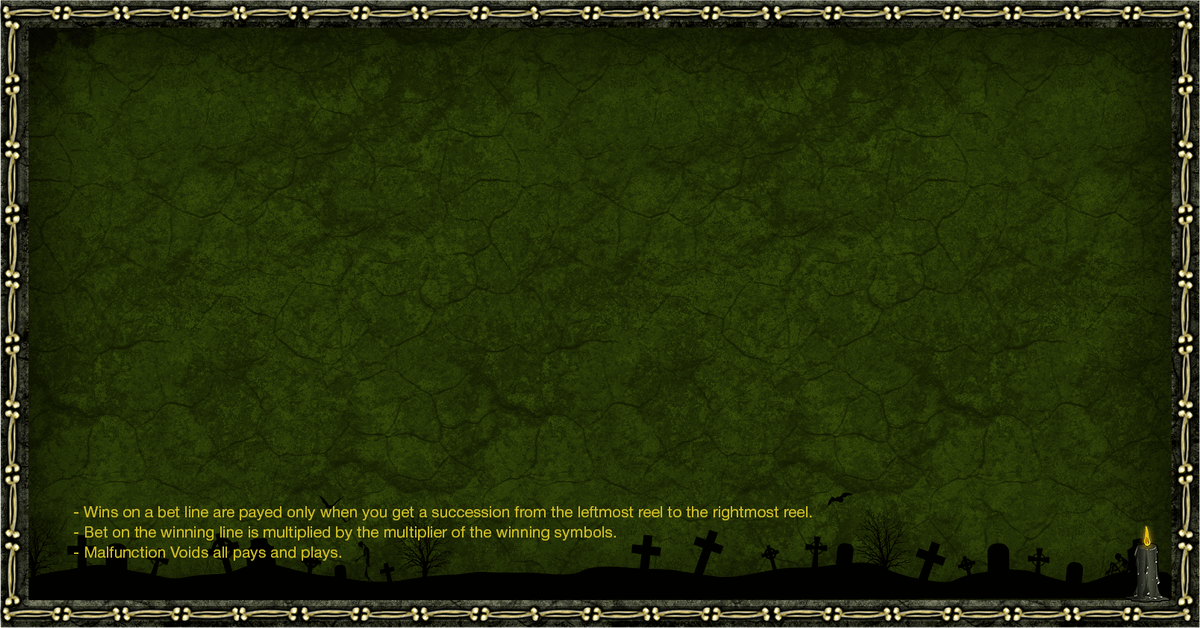 - Wins on a bet line are payed only when you get a succession from the leftmost reel to the rightmost reel.
- Bet on the winning line is multiplied by the multiplier of the winning symbols.
- Malfunction Voids all pays and plays.